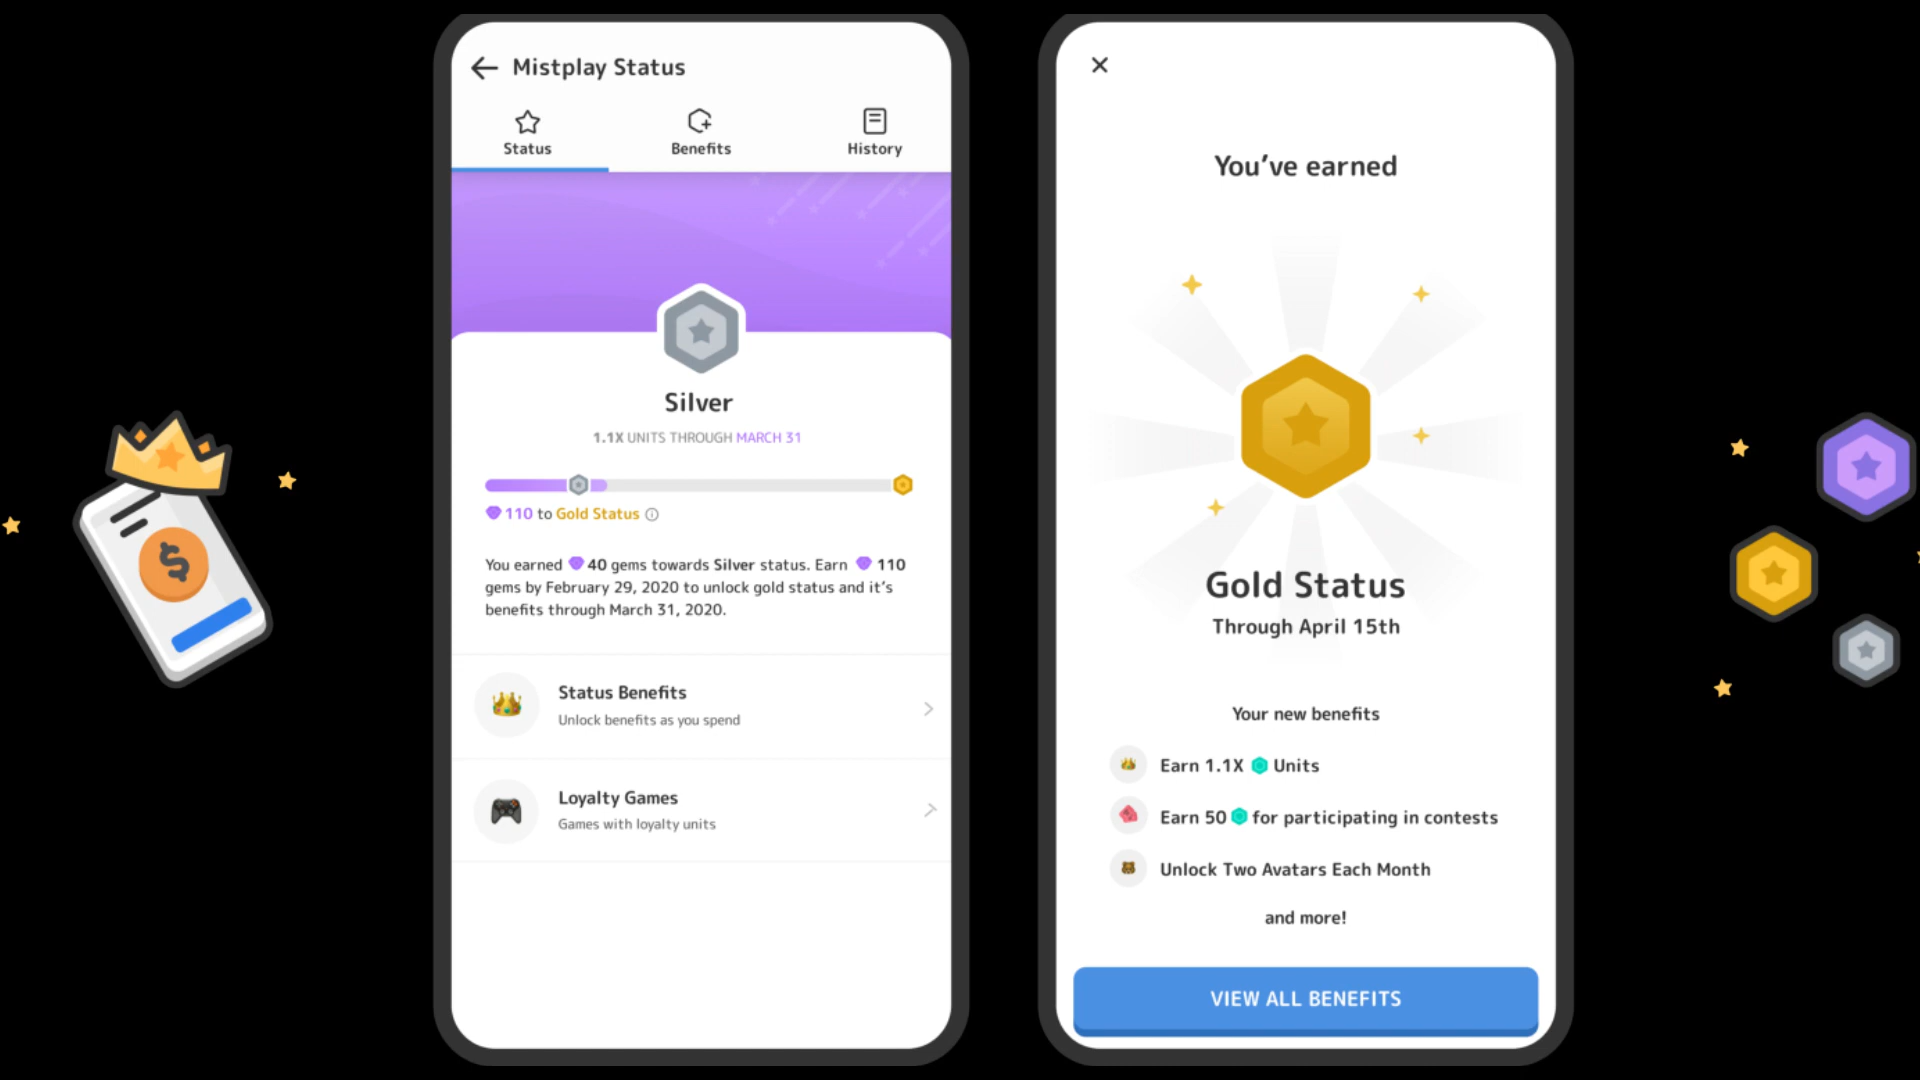 Mistplay Status
Status
Benefits
History
Silver
1.1X UNITS THROUGH MARCH 31
110 to Gold Status
You earned 40 gems towards Silver status. Earn 110
gems by February 29, 2020 to unlock gold status and it’s
benefits through March 31, 2020.
Status Benefits
Unlock benefits as you spend
Loyalty Games
Games with loyalty units
You’ve earned
Gold Status
Through April 15th
Your new benefits
Earn 1.1X Units
Earn 50 for participating in contests
Unlock Two Avatars Each Month
and more!
VIEW ALL BENEFITS
$